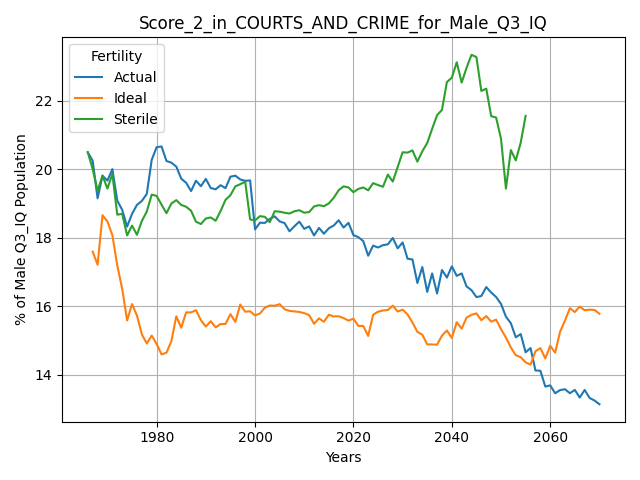 Score_2_in_COURTS_AND_CRIME_for_Male_Q3_IQ
Fertility
Actual
Ideal
Sterile
% of Male Q3_IQ Population
22
20
18
16
14
1980
2000
2020
2040
2060
Years